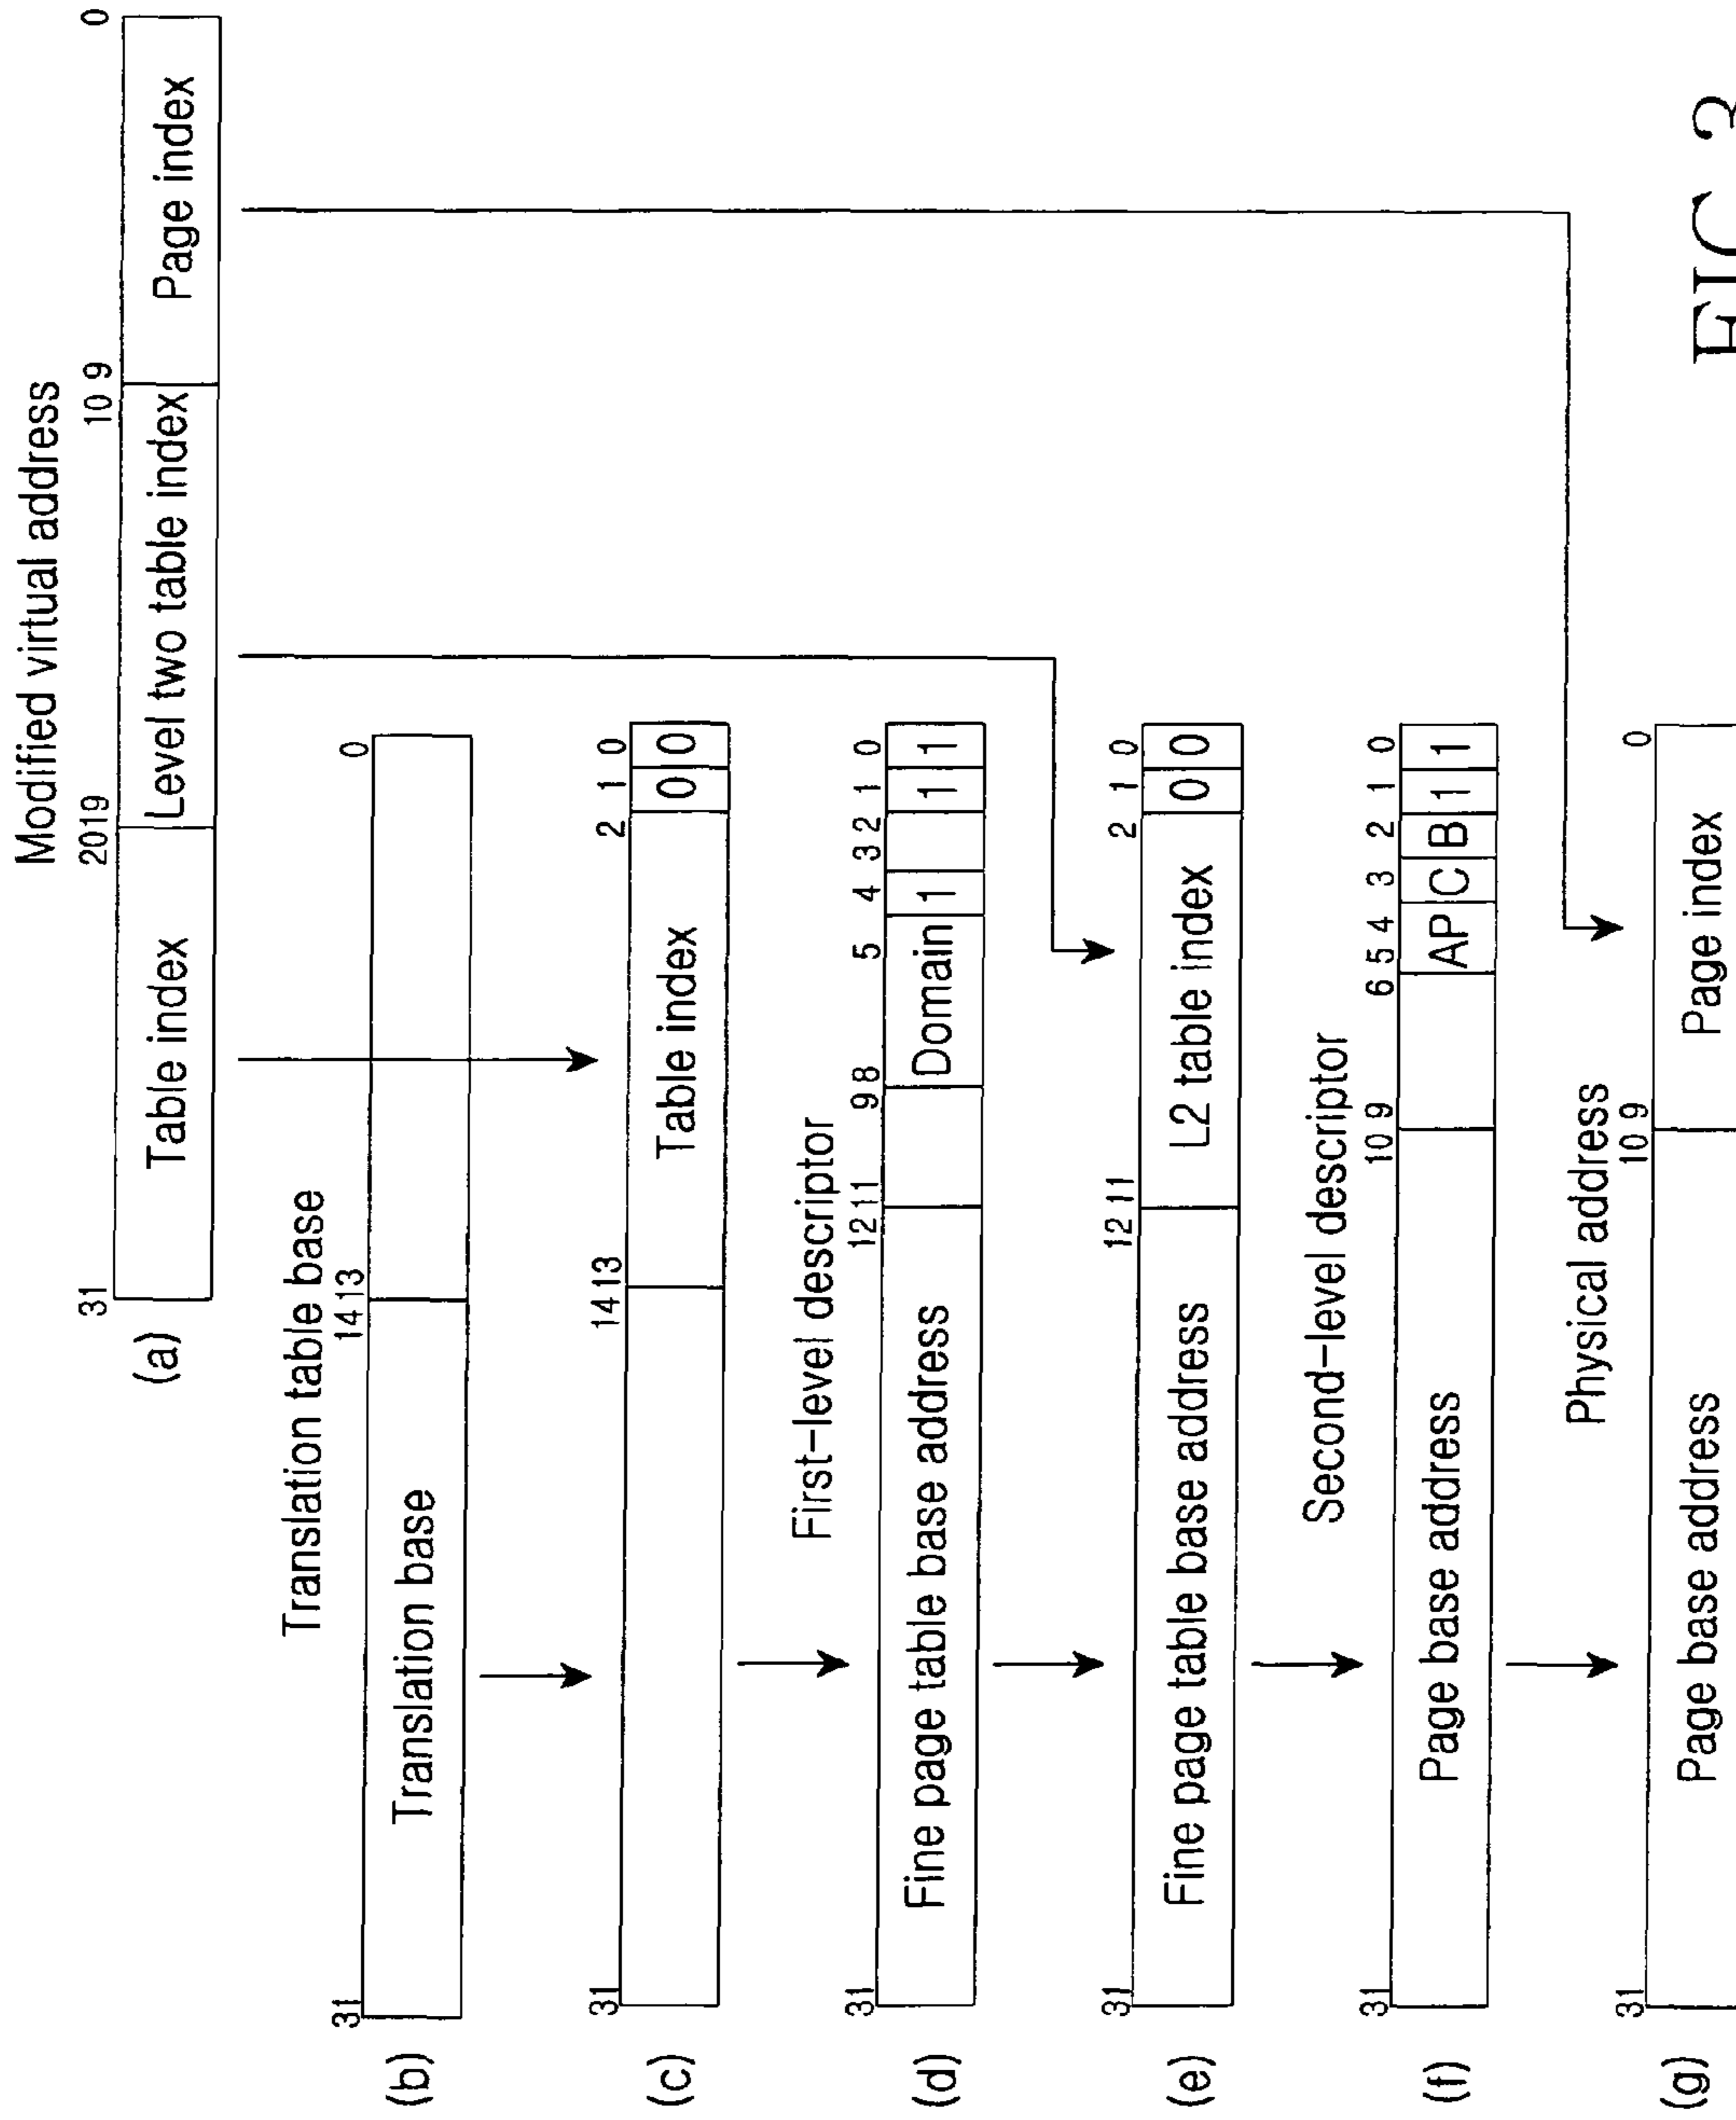 Modified virtual address
31 20 19 10 9 0
(a) Table index Level two table index Page index
Translation table base
31 14 13 0
(b) Translation base
31 14 13 2 1 0
(c) Table index 0 0
First-level descriptor
31 12 11 9 8 5 4 3 2 1 0
(d) Fine page table base address Domain 1 1 1
31 12 11 2 1 0
(e) Fine page table base address L2 table index 0 0
Second-level descriptor
31 10 9 6 5 4 3 2 1 0
(f) Page base address AP C B 1 1
Physical address
31 10 9 0
(g) Page base address Page index
FIG 3